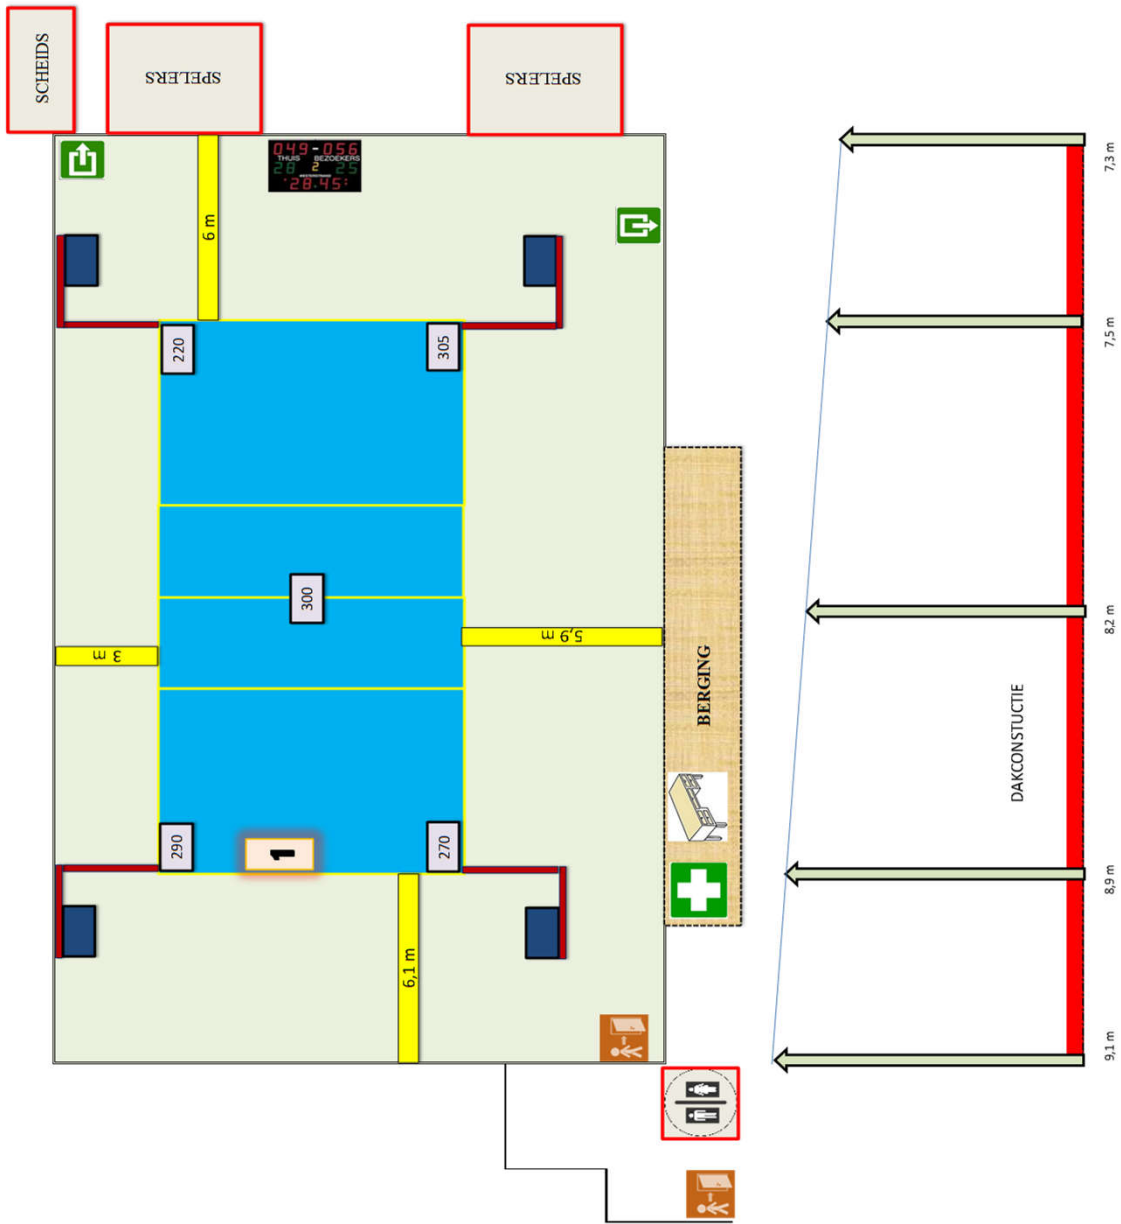 SCHEIDS
SPELERS
SPELERS
049-056
THUIS BEZOEKERS
28 2 25
28:45:
6 m
220
305
300
3 m
5,9 m
290
1
270
6,1 m
BERGING
7,3 m
7,5 m
8,2 m
DAKCONSTUCTIE
8,9 m
9,1 m